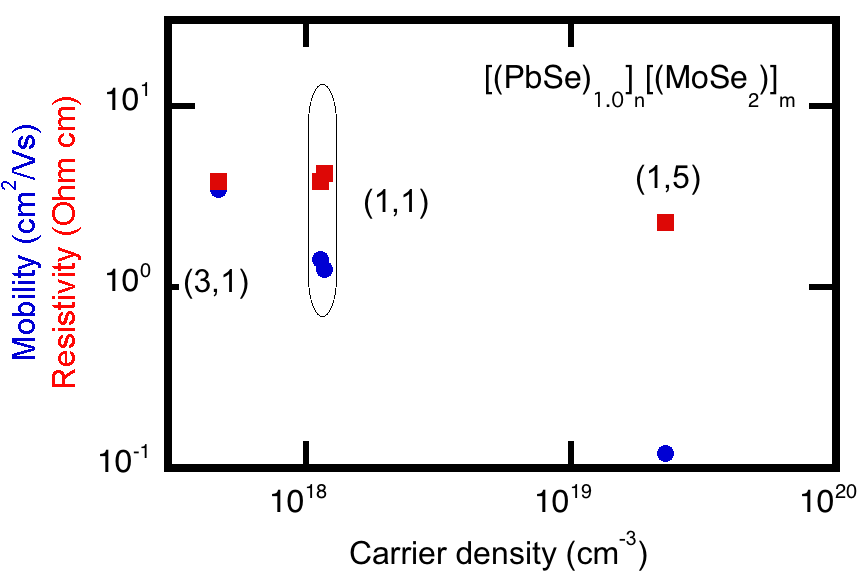 [(PbSe)₁.₀]ₙ[(MoSe₂)]ₘ
10¹
(1,5)
(1,1)
10⁰
(3,1)
10⁻¹
10¹⁸ 10¹⁹ 10²⁰
Carrier density (cm⁻³)
Mobility (cm²/Vs)
Resistivity (Ohm cm)